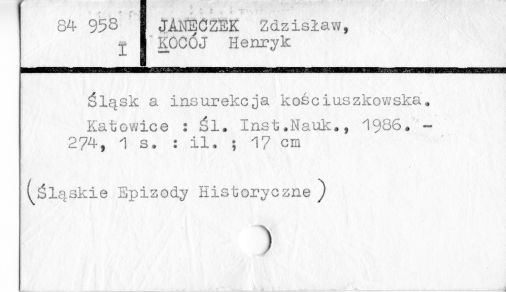 84 958
I
JANECZEK Zdzisław,
KOCÓJ Henryk
Śląsk a insurekcja kościuszkowska.
Katowice : Śl. Inst.Nauk., 1986. -
274, 1 s. : il. ; 17 cm
(Śląskie Epizody Historyczne)